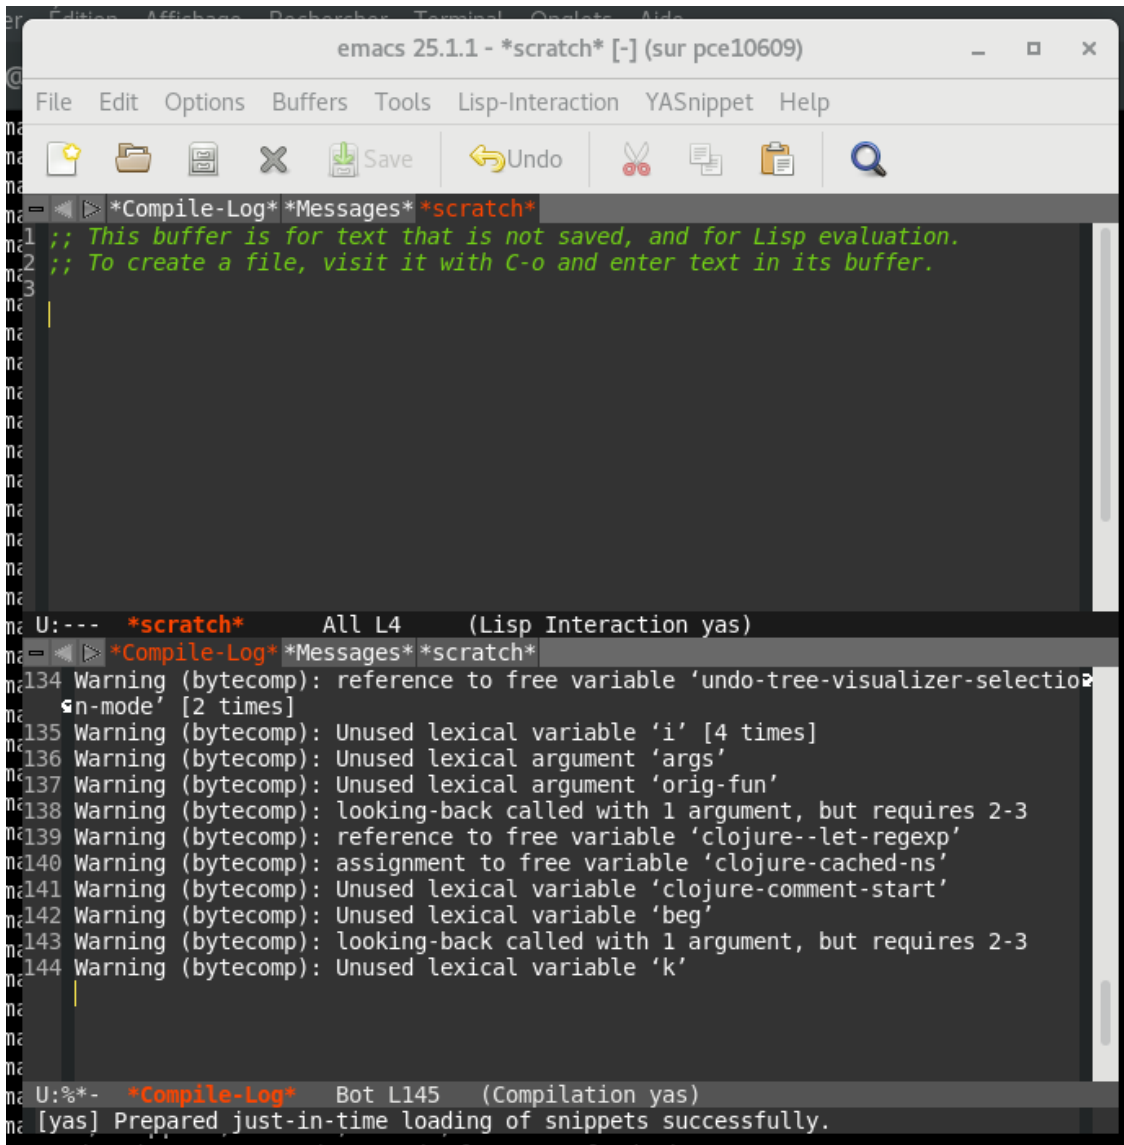 Édition Affichage Rechercher Terminal Onglets Aide
emacs 25.1.1 - *scratch* [-] (sur pce10609)
File Edit Options Buffers Tools Lisp-Interaction YASnippet Help
Save Undo
*Compile-Log* *Messages* *scratch*
1 ;; This buffer is for text that is not saved, and for Lisp evaluation.
2 ;; To create a file, visit it with C-o and enter text in its buffer.
3
U:--- *scratch* All L4 (Lisp Interaction yas)
*Compile-Log* *Messages* *scratch*
134 Warning (bytecomp): reference to free variable ‘undo-tree-visualizer-selectio
n-mode’ [2 times]
135 Warning (bytecomp): Unused lexical variable ‘i’ [4 times]
136 Warning (bytecomp): Unused lexical argument ‘args’
137 Warning (bytecomp): Unused lexical argument ‘orig-fun’
138 Warning (bytecomp): looking-back called with 1 argument, but requires 2-3
139 Warning (bytecomp): reference to free variable ‘clojure--let-regexp’
140 Warning (bytecomp): assignment to free variable ‘clojure-cached-ns’
141 Warning (bytecomp): Unused lexical variable ‘clojure-comment-start’
142 Warning (bytecomp): Unused lexical variable ‘beg’
143 Warning (bytecomp): looking-back called with 1 argument, but requires 2-3
144 Warning (bytecomp): Unused lexical variable ‘k’
U:%*- *Compile-Log* Bot L145 (Compilation yas)
[yas] Prepared just-in-time loading of snippets successfully.